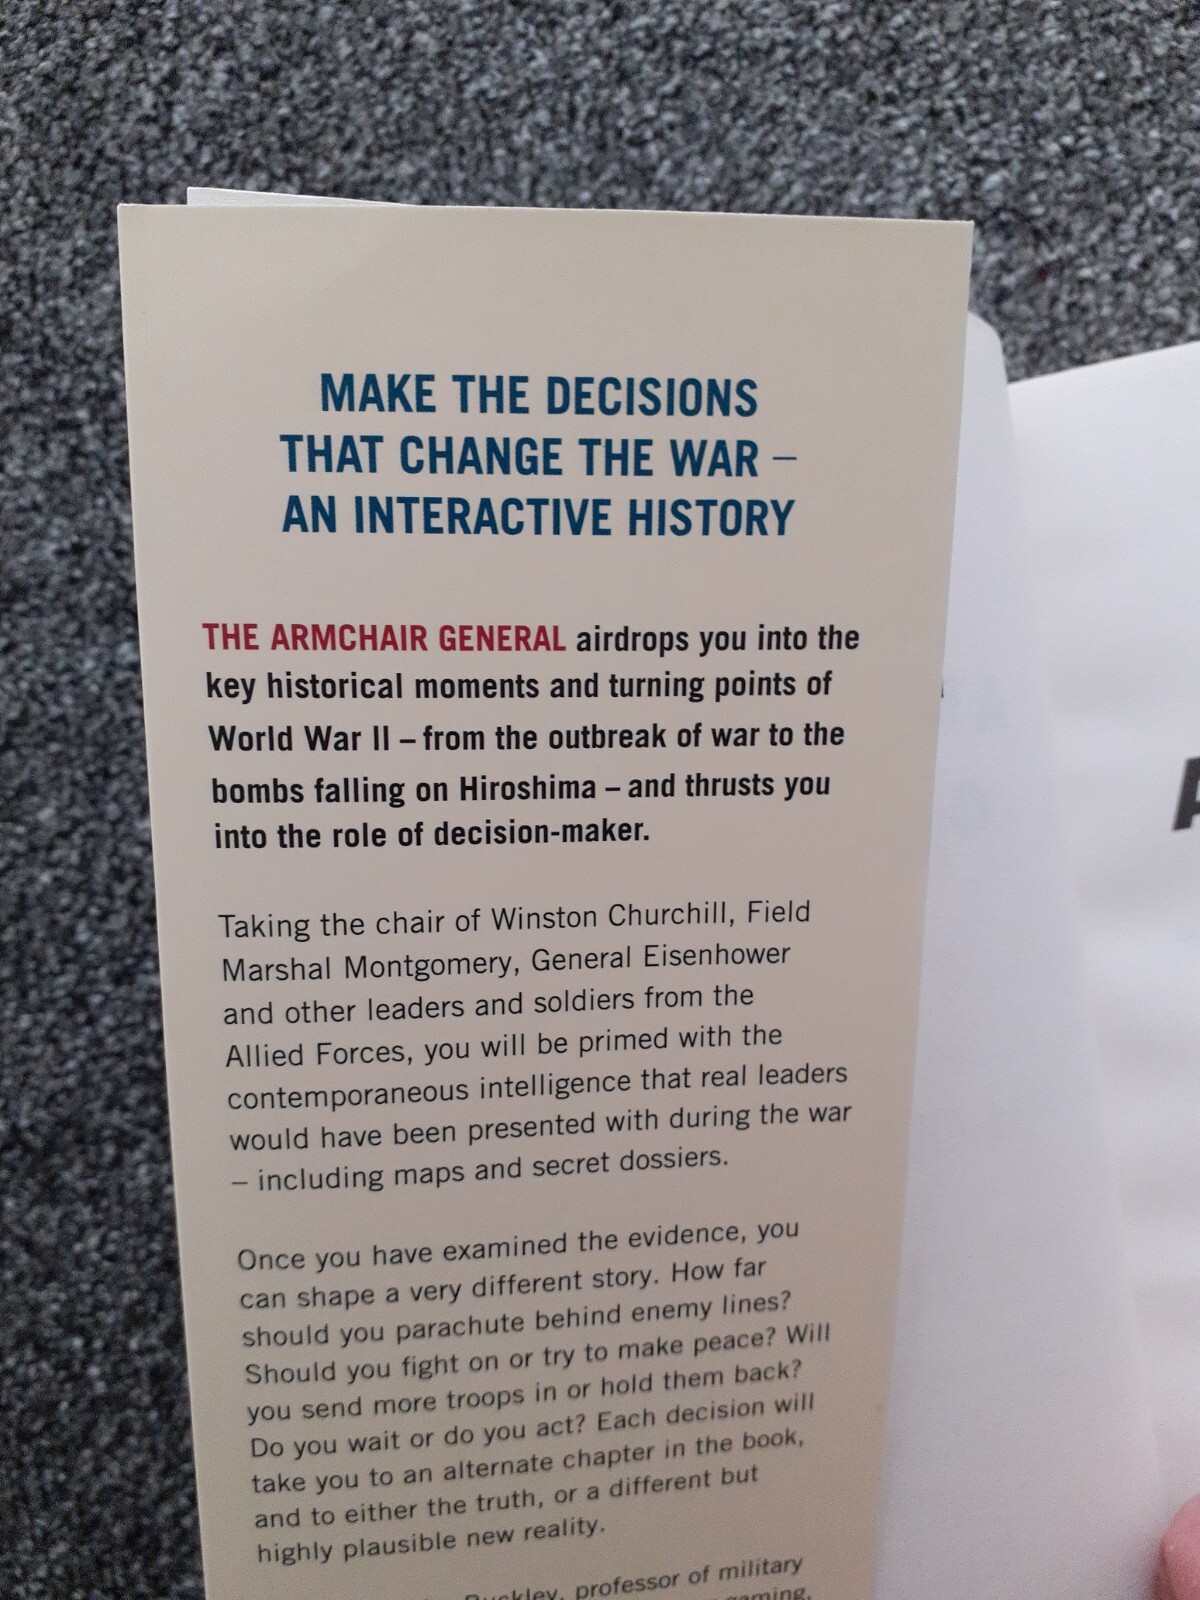 MAKE THE DECISIONS
THAT CHANGE THE WAR –
AN INTERACTIVE HISTORY
THE ARMCHAIR GENERAL airdrops you into the
key historical moments and turning points of
World War II – from the outbreak of war to the
bombs falling on Hiroshima – and thrusts you
into the role of decision-maker.
Taking the chair of Winston Churchill, Field
Marshal Montgomery, General Eisenhower
and other leaders and soldiers from the
Allied Forces, you will be primed with the
contemporaneous intelligence that real leaders
would have been presented with during the war
– including maps and secret dossiers.
Once you have examined the evidence, you
can shape a very different story. How far
should you parachute behind enemy lines?
Should you fight on or try to make peace? Will
you send more troops in or hold them back?
Do you wait or do you act? Each decision will
take you to an alternate chapter in the book,
and to either the truth, or a different but
highly plausible new reality.
Buckley, professor of military
gaming,